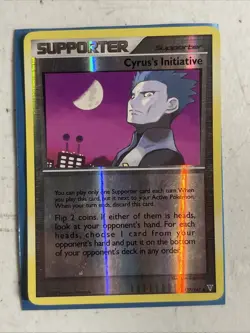 SUPPORTER Supporter
Cyrus's Initiative
You can play only one Supporter card each turn. When
you play this card, put it next to your Active Pokémon.
When your turn ends, discard this card.
Flip 2 coins. If either of them is heads,
look at your opponent's hand. For each
heads, choose 1 card from your
opponent's hand and put it on the bottom
of your opponent's deck in any order.